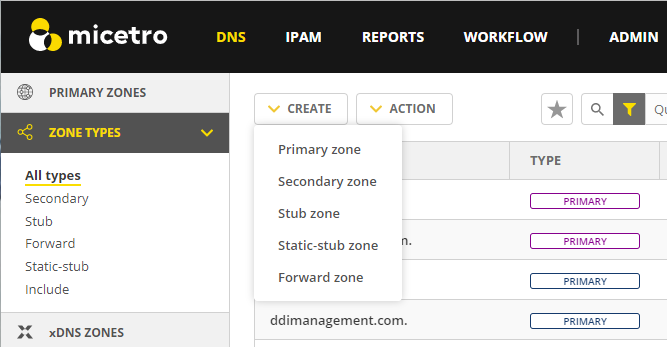 micetro DNS IPAM REPORTS WORKFLOW ADMIN
PRIMARY ZONES
ZONE TYPES
All types
Secondary
Stub
Forward
Static-stub
Include
xDNS ZONES
CREATE ACTION
Primary zone
Secondary zone
Stub zone
Static-stub zone
Forward zone
TYPE
PRIMARY
m. PRIMARY
PRIMARY
ddimanagement.com. PRIMARY